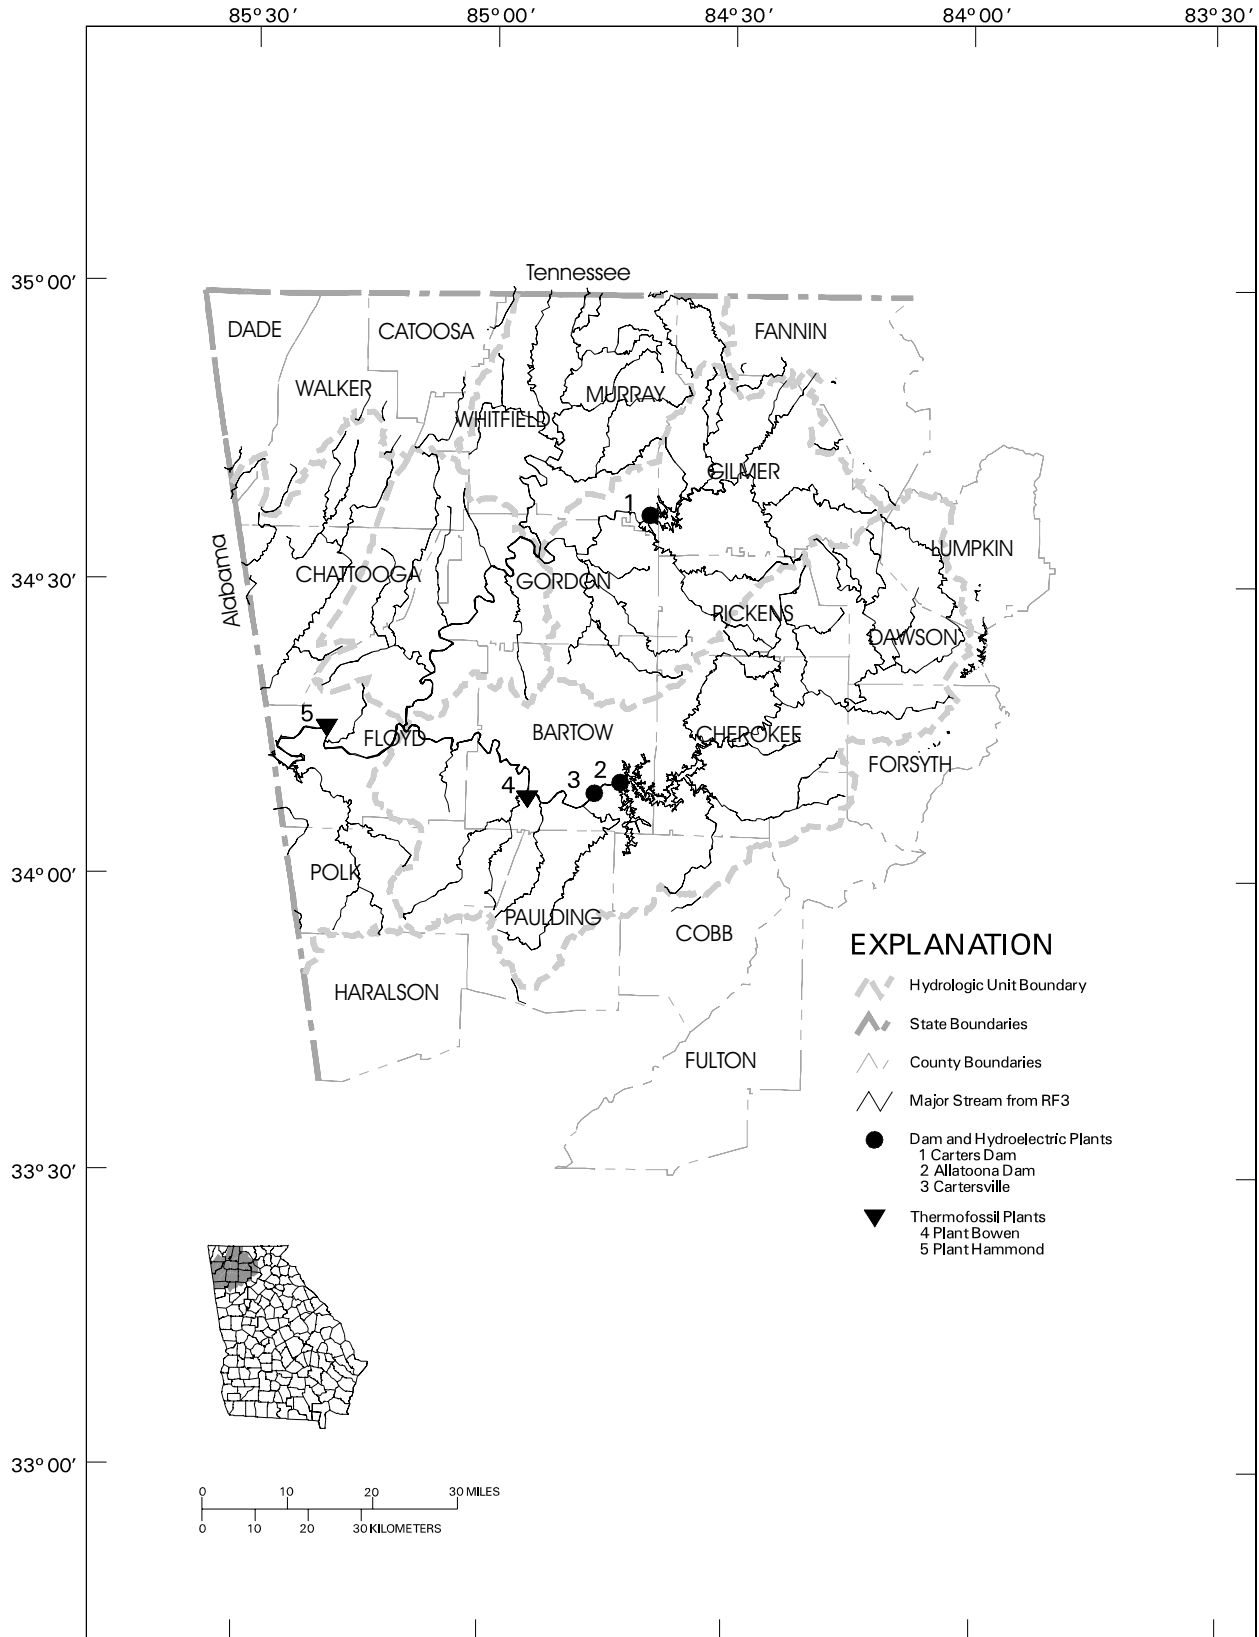 85° 30′ 85° 00′ 84° 30′ 84° 00′ 83° 30′
35° 00′
Tennessee
DADE
CATOOSA
FANNIN
WALKER
MURRAY
WHITFIELD
GILMER
1
LUMPKIN
Alabama
34° 30′
CHATTOOGA
GORDON
PICKENS
DAWSON
5
FLOYD
BARTOW
CHEROKEE
FORSYTH
4
3
2
34° 00′
POLK
PAULDING
COBB
HARALSON
FULTON
EXPLANATION
Hydrologic Unit Boundary
State Boundaries
County Boundaries
Major Stream from RF3
Dam and Hydroelectric Plants
1 Carters Dam
2 Allatoona Dam
3 Cartersville
Thermofossil Plants
4 Plant Bowen
5 Plant Hammond
33° 30′
33° 00′
0 10 20 30 MILES
0 10 20 30 KILOMETERS